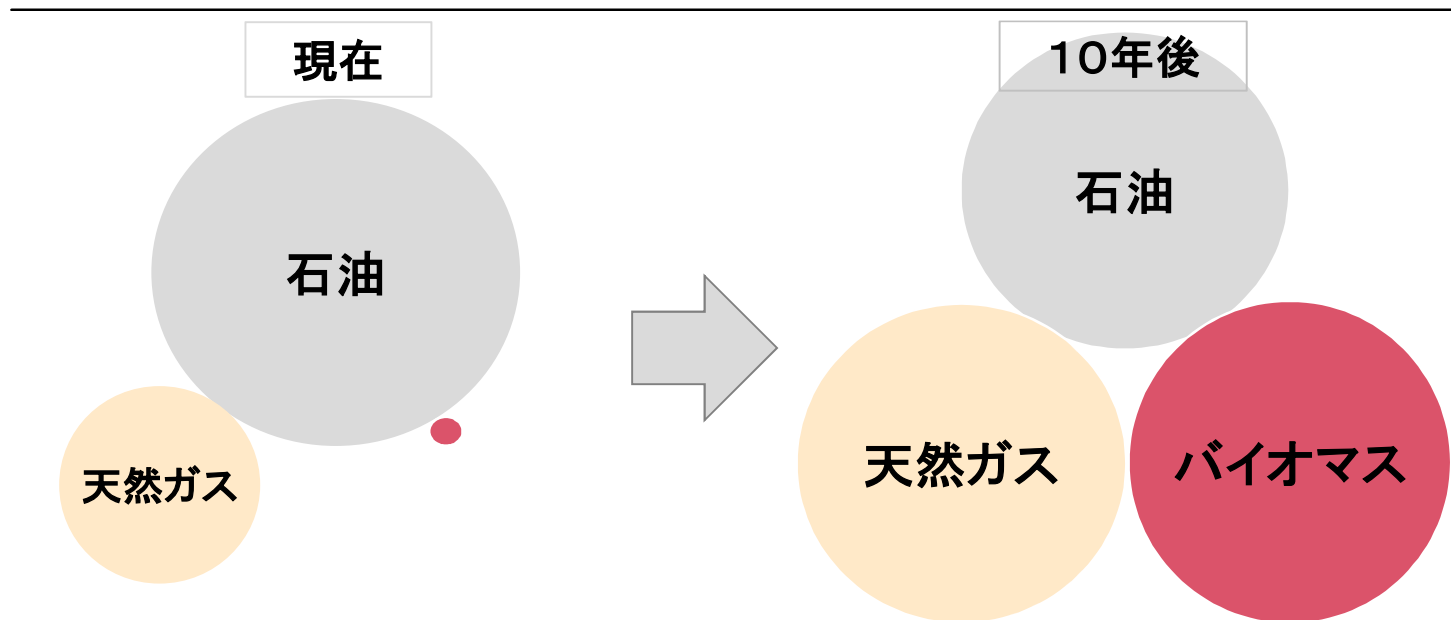 現在
石油
天然ガス
10年後
石油
天然ガス
バイオマス